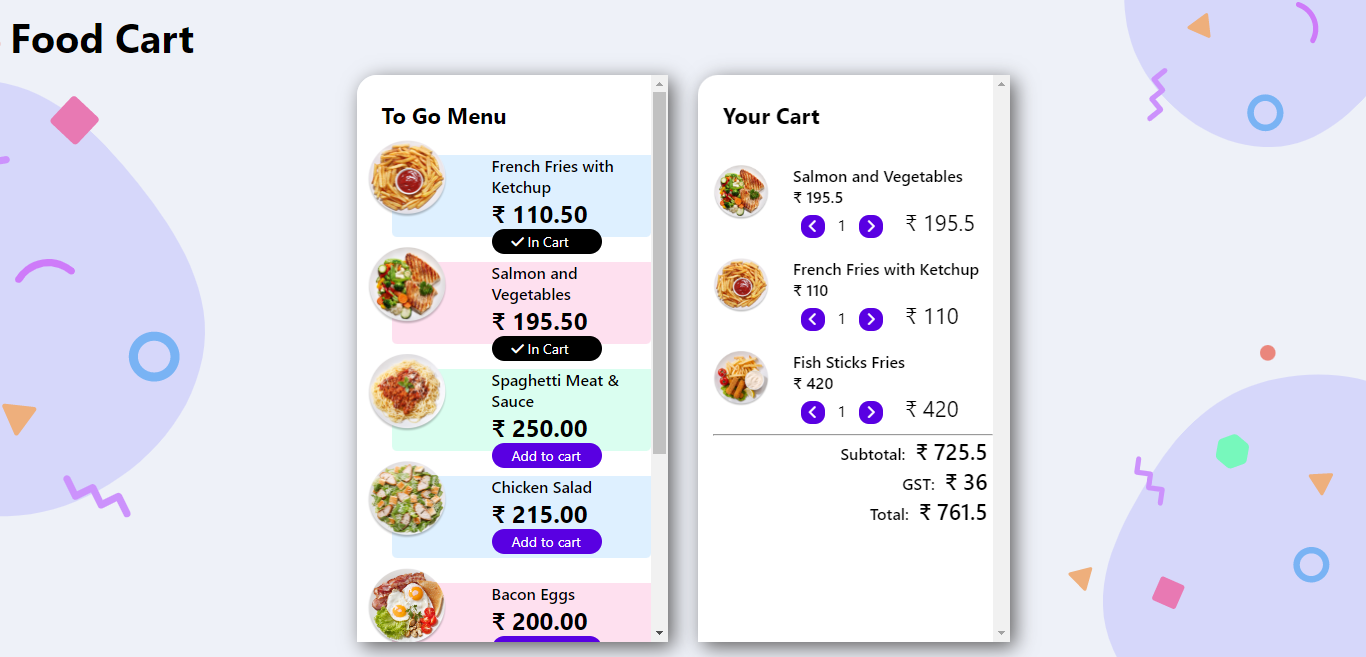 Food Cart
To Go Menu
French Fries with
Ketchup
₹ 110.50
In Cart
Salmon and
Vegetables
₹ 195.50
In Cart
Spaghetti Meat &
Sauce
₹ 250.00
Add to cart
Chicken Salad
₹ 215.00
Add to cart
Bacon Eggs
₹ 200.00
Your Cart
Salmon and Vegetables
₹ 195.5
1 ₹ 195.5
French Fries with Ketchup
₹ 110
1 ₹ 110
Fish Sticks Fries
₹ 420
1 ₹ 420
Subtotal: ₹ 725.5
GST: ₹ 36
Total: ₹ 761.5